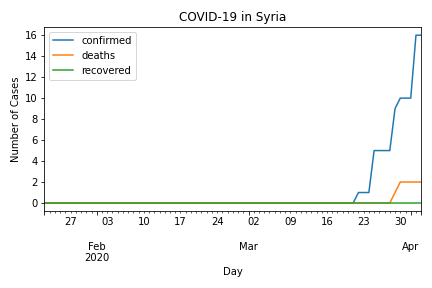 COVID-19 in Syria
confirmed
deaths
recovered
Number of Cases
16
14
12
10
8
6
4
2
0
27 03 10 17 24 02 09 16 23 30
Feb Mar Apr
2020
Day